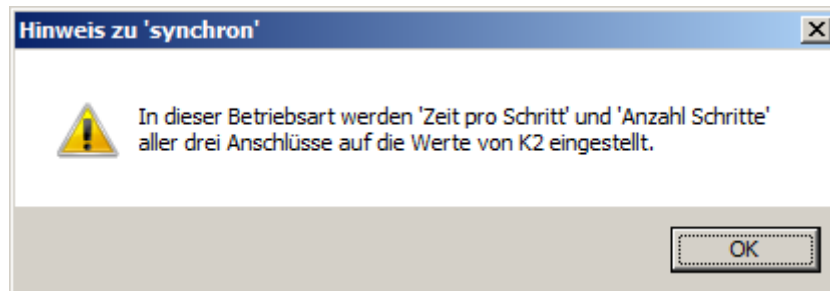 Hinweis zu 'synchron'
In dieser Betriebsart werden 'Zeit pro Schritt' und 'Anzahl Schritte'
aller drei Anschlüsse auf die Werte von K2 eingestellt.
OK